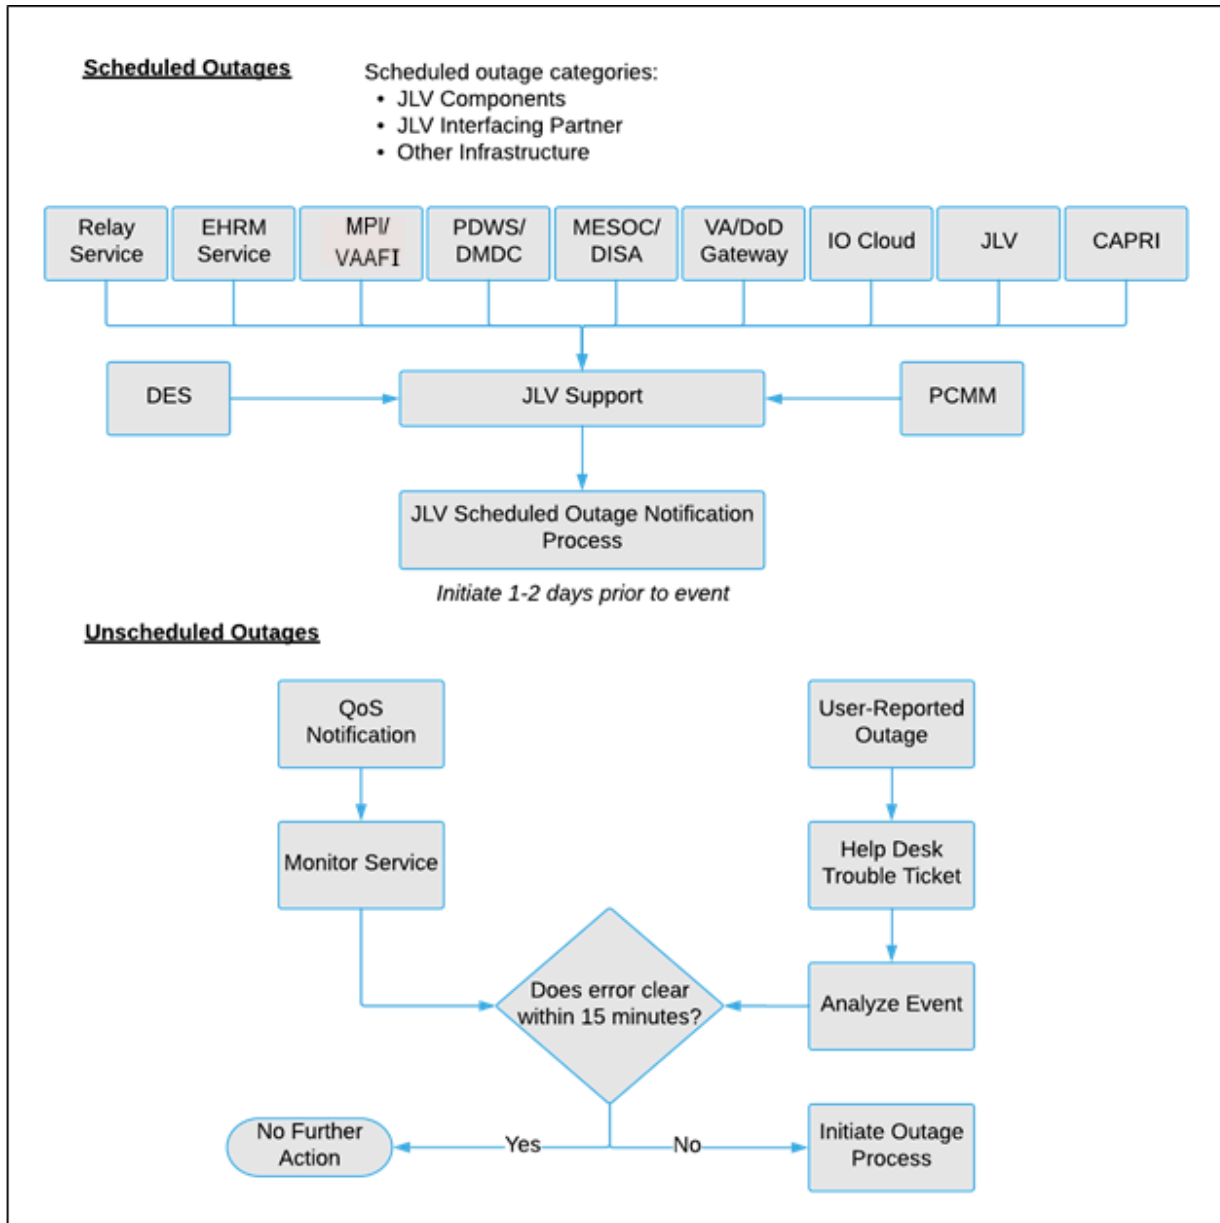 Scheduled Outages
Scheduled outage categories:
• JLV Components
• JLV Interfacing Partner
• Other Infrastructure
Relay
Service
EHRM
Service
MPI/
VAAFI
PDWS/
DMDC
MESOC/
DISA
VA/DoD
Gateway
IO Cloud
JLV
CAPRI
DES
JLV Support
PCMM
JLV Scheduled Outage Notification
Process
Initiate 1-2 days prior to event
Unscheduled Outages
QoS
Notification
User-Reported
Outage
Monitor Service
Help Desk
Trouble Ticket
Does error clear
within 15 minutes?
Analyze Event
No Further
Action
Yes
No
Initiate Outage
Process